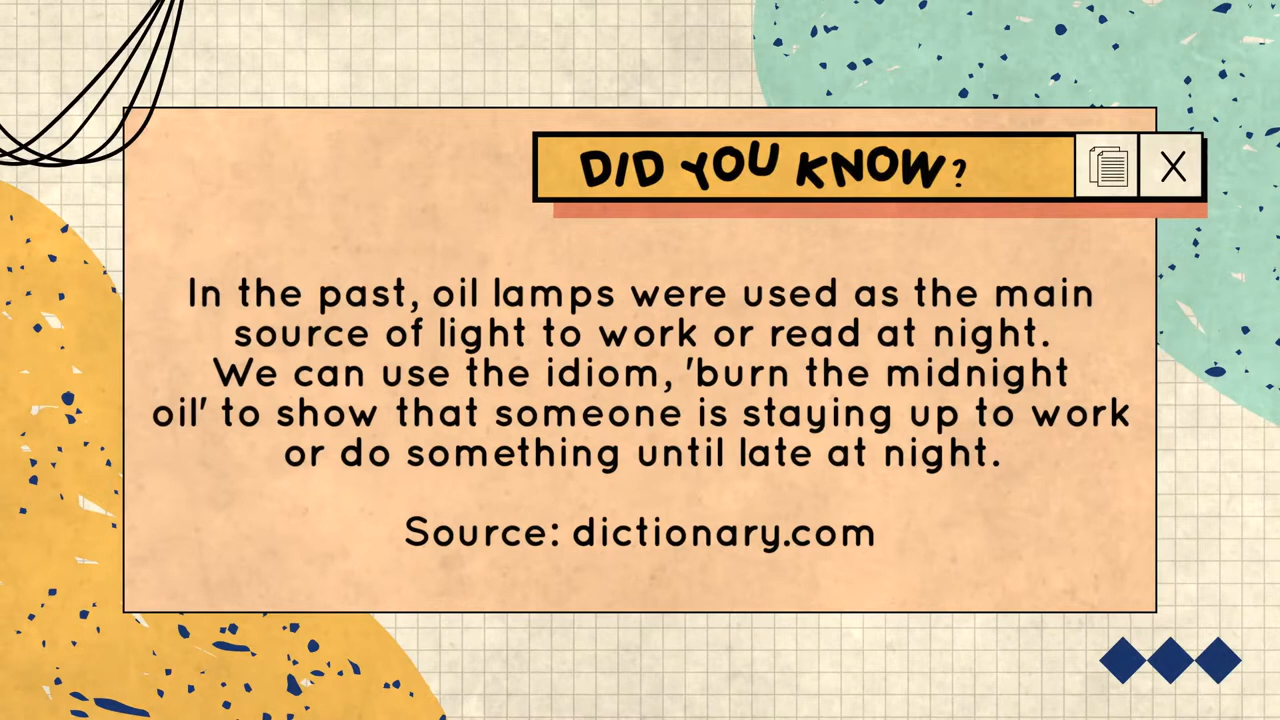 DID YOU KNOW?
In the past, oil lamps were used as the main
source of light to work or read at night.
We can use the idiom, 'burn the midnight
oil' to show that someone is staying up to work
or do something until late at night.
Source: dictionary.com